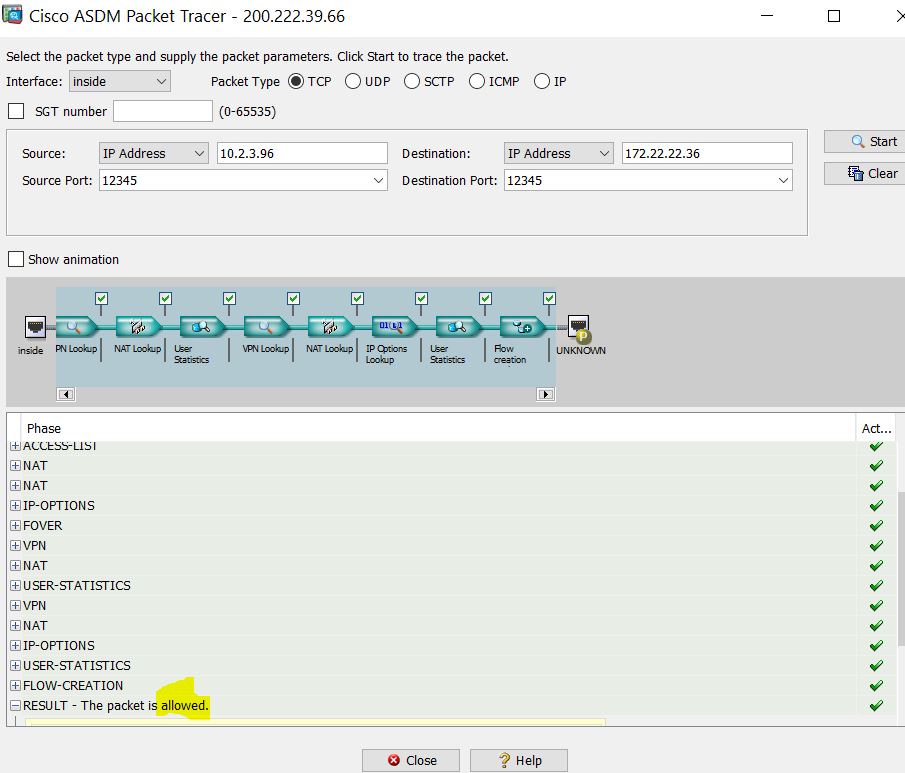 Cisco ASDM Packet Tracer - 200.222.39.66
Select the packet type and supply the packet parameters. Click Start to trace the packet.
Interface: inside Packet Type TCP UDP SCTP ICMP IP
SGT number (0-65535)
Source: IP Address 10.2.3.96 Destination: IP Address 172.22.22.36
Start
Source Port: 12345 Destination Port: 12345
Clear
Show animation
inside
PN Lookup
NAT Lookup
User
Statistics
VPN Lookup
NAT Lookup
IP Options
Lookup
User
Statistics
Flow
creation
P
UNKNOWN
Phase Act...
ACCESS-LIST
NAT
NAT
IP-OPTIONS
FOVER
VPN
NAT
USER-STATISTICS
VPN
NAT
IP-OPTIONS
USER-STATISTICS
FLOW-CREATION
RESULT - The packet is allowed.
Close Help